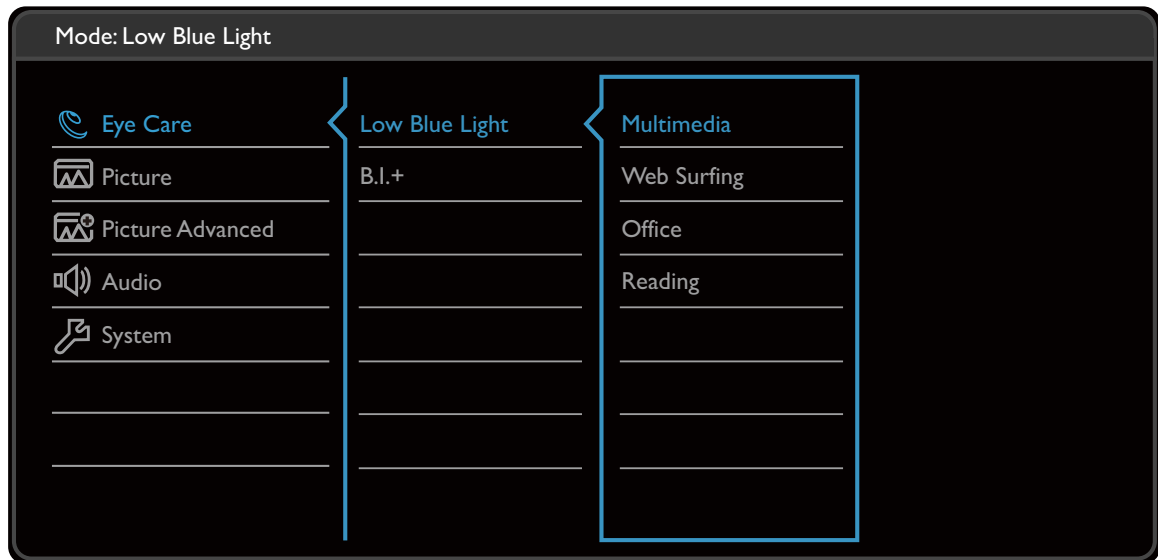 Mode: Low Blue Light
Eye Care
Low Blue Light
Multimedia
Picture
B.I.+
Web Surfing
Picture Advanced
Office
Audio
Reading
System